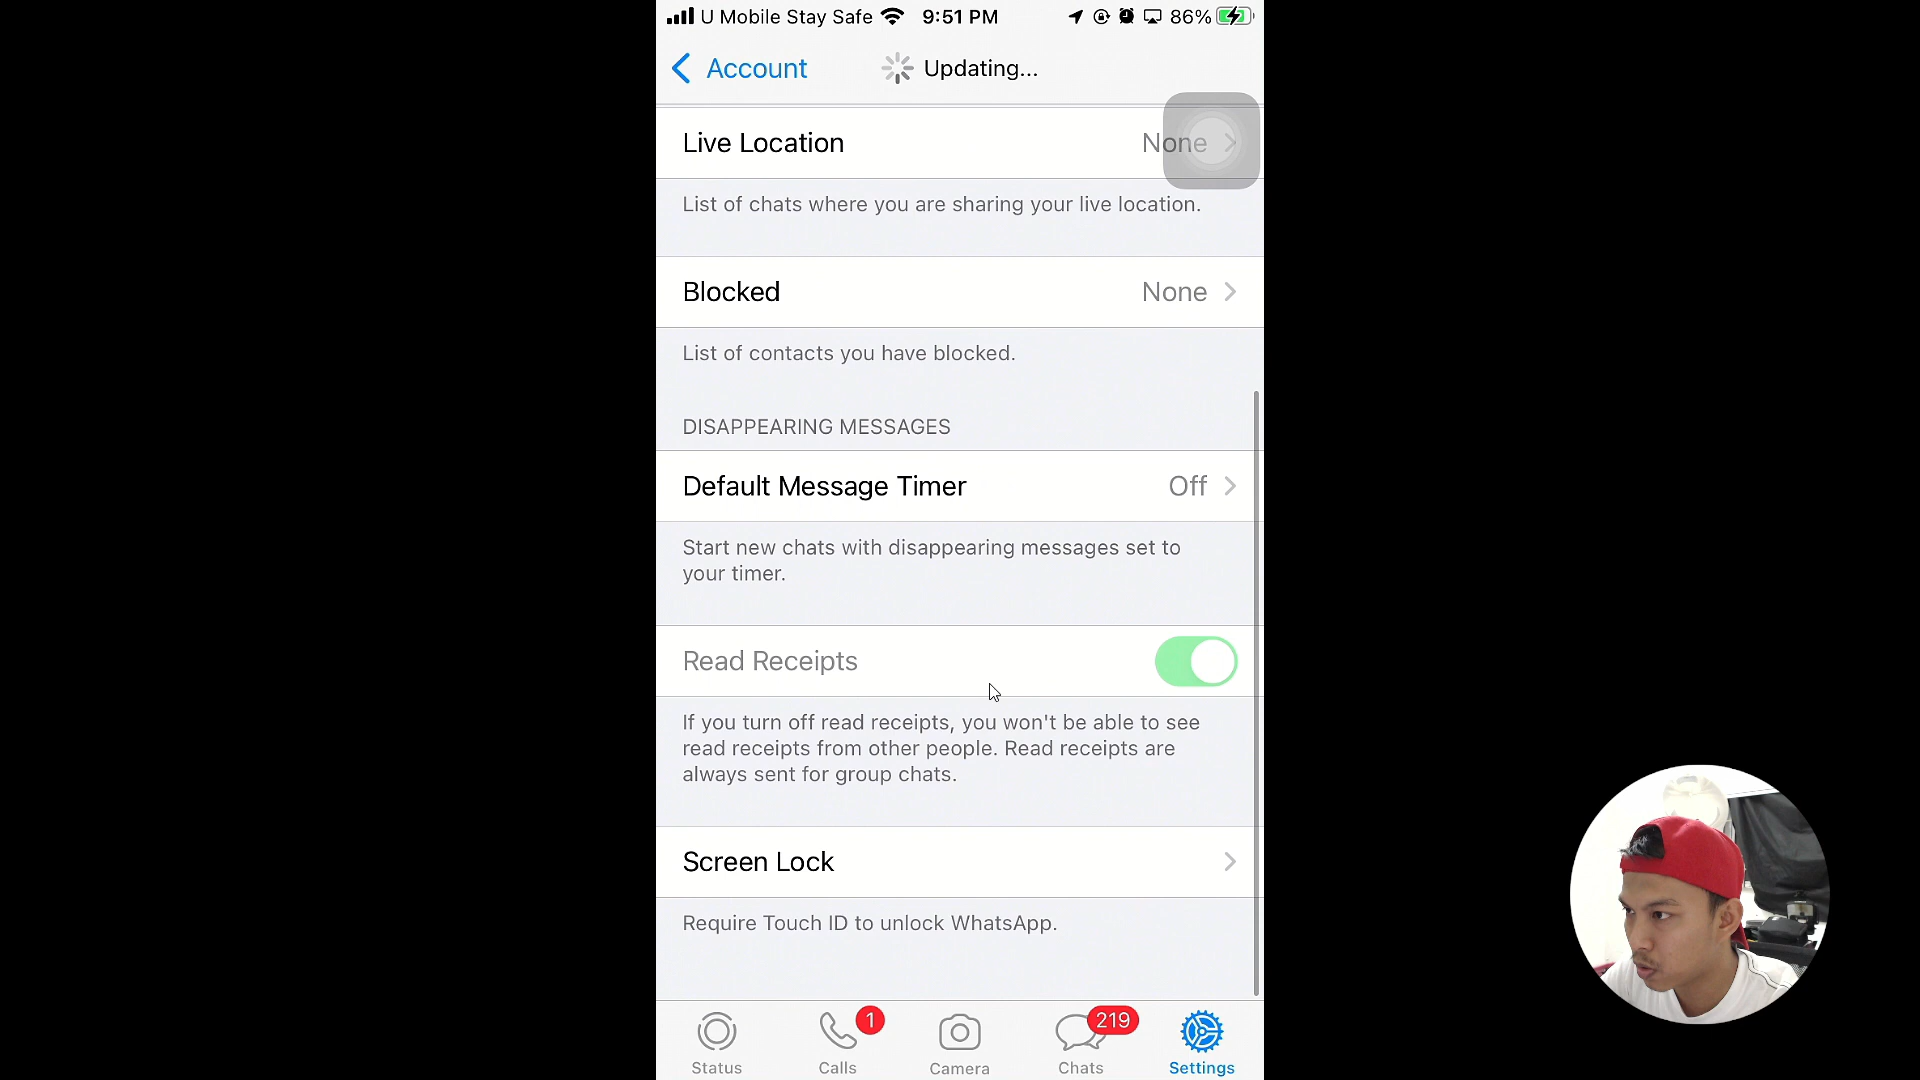 U Mobile Stay Safe 9:51 PM 86%
Account Updating...
Live Location None
List of chats where you are sharing your live location.
Blocked None
List of contacts you have blocked.
DISAPPEARING MESSAGES
Default Message Timer Off
Start new chats with disappearing messages set to
your timer.
Read Receipts
If you turn off read receipts, you won't be able to see
read receipts from other people. Read receipts are
always sent for group chats.
Screen Lock
Require Touch ID to unlock WhatsApp.
1 219
Status Calls Camera Chats Settings